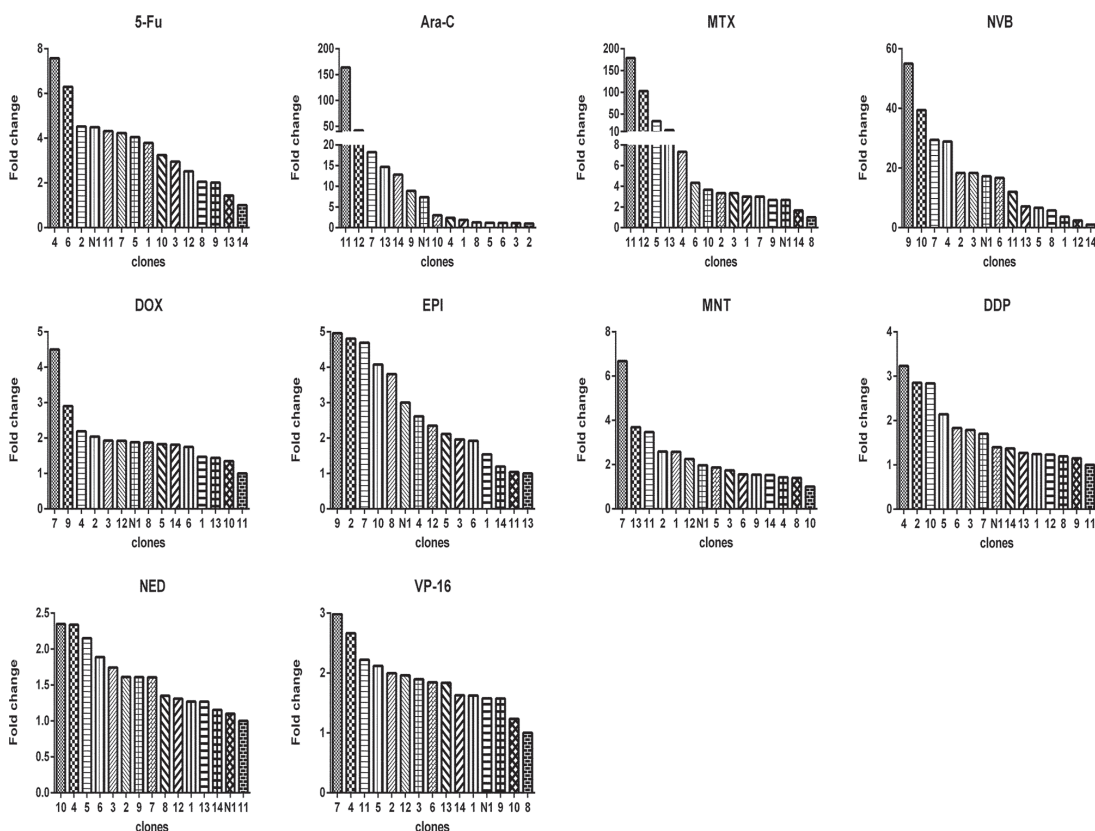 5-Fu
Fold change
8
6
4
2
0
4 6 2 N1 11 7 5 1 10 3 12 8 9 13 14
clones
Ara-C
Fold change
200
150
100
50
20
15
10
5
0
11 12 7 13 14 9 N1 10 4 1 8 5 6 3 2
clones
MTX
Fold change
200
150
100
50
10
8
6
4
2
0
11 12 5 13 4 6 10 2 3 1 7 9 N1 14 8
clones
NVB
Fold change
60
40
20
0
9 10 7 4 2 3 N1 6 11 13 5 8 1 12 14
clones
DOX
Fold change
5
4
3
2
1
0
7 9 4 2 3 12 N1 8 5 14 6 1 13 10 11
clones
EPI
Fold change
5
4
3
2
1
0
9 2 7 10 8 N1 4 12 5 3 6 1 14 11 13
clones
MNT
Fold change
8
6
4
2
0
7 13 11 2 1 12 N1 5 3 6 9 14 4 8 10
clones
DDP
Fold change
4
3
2
1
0
4 2 10 5 6 3 7 N1 14 13 1 12 8 9 11
clones
NED
Fold change
2.5
2.0
1.5
1.0
0.5
0.0
10 4 5 6 3 2 9 7 8 12 1 13 14 N1 11
clones
VP-16
Fold change
3
2
1
0
7 4 11 5 2 12 3 6 13 14 1 N1 9 10 8
clones